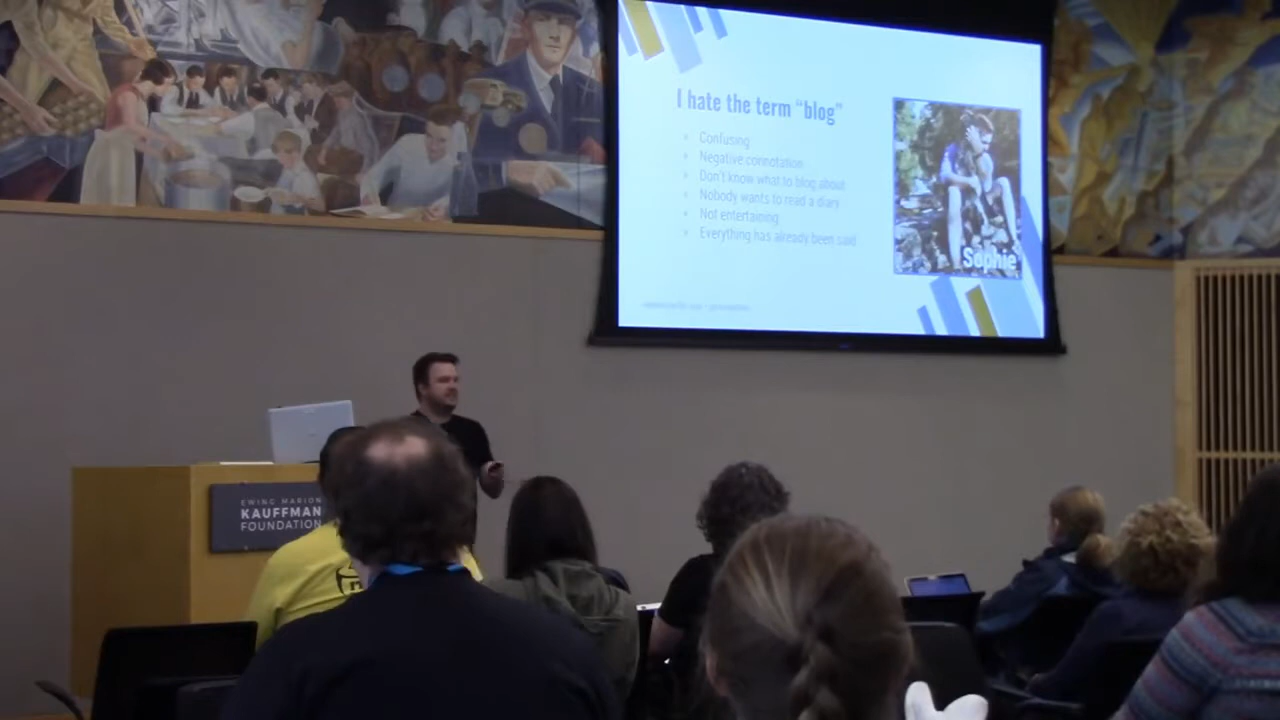 I hate the term “blog”
Confusing
Negative connotation
Don't know what to blog about
Nobody wants to read a diary
Not entertaining
Everything has already been said
Sophie
EWING MARION
KAUFFMAN
FOUNDATION